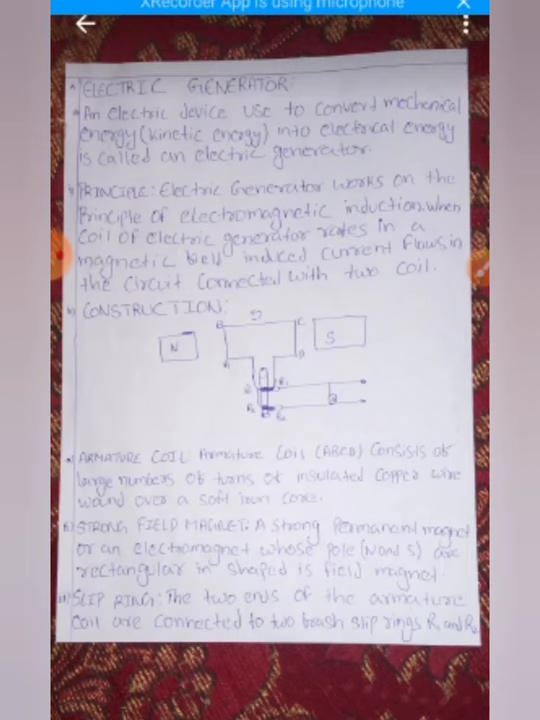 XRecorder App is using microphone
ELECTRIC GENERATOR:
An electric device use to convert mechanical
energy (kinetic energy) into electrical energy
is called an electric generator.
PRINCIPLE: Electric Generator works on the
Principle of electromagnetic induction. When
coil of electric generator rates in a
magnetic induced current flows in
the circuit connected with two coil.
CONSTRUCTION:
B C
N S
A D
R1
R2 B2
ARMATURE COIL: Armature Coil (ABCD) Consists of
large numbers of turns of insulated copper wire
wound over a soft iron core.
STRONG FIELD MAGNET: A strong Permanent magnet
or an electromagnet whose pole (N and S) are
rectangular in shaped is field magnet.
SLIP RING: The two ends of the armature
coil are connected to two brash slip rings R1 and R2